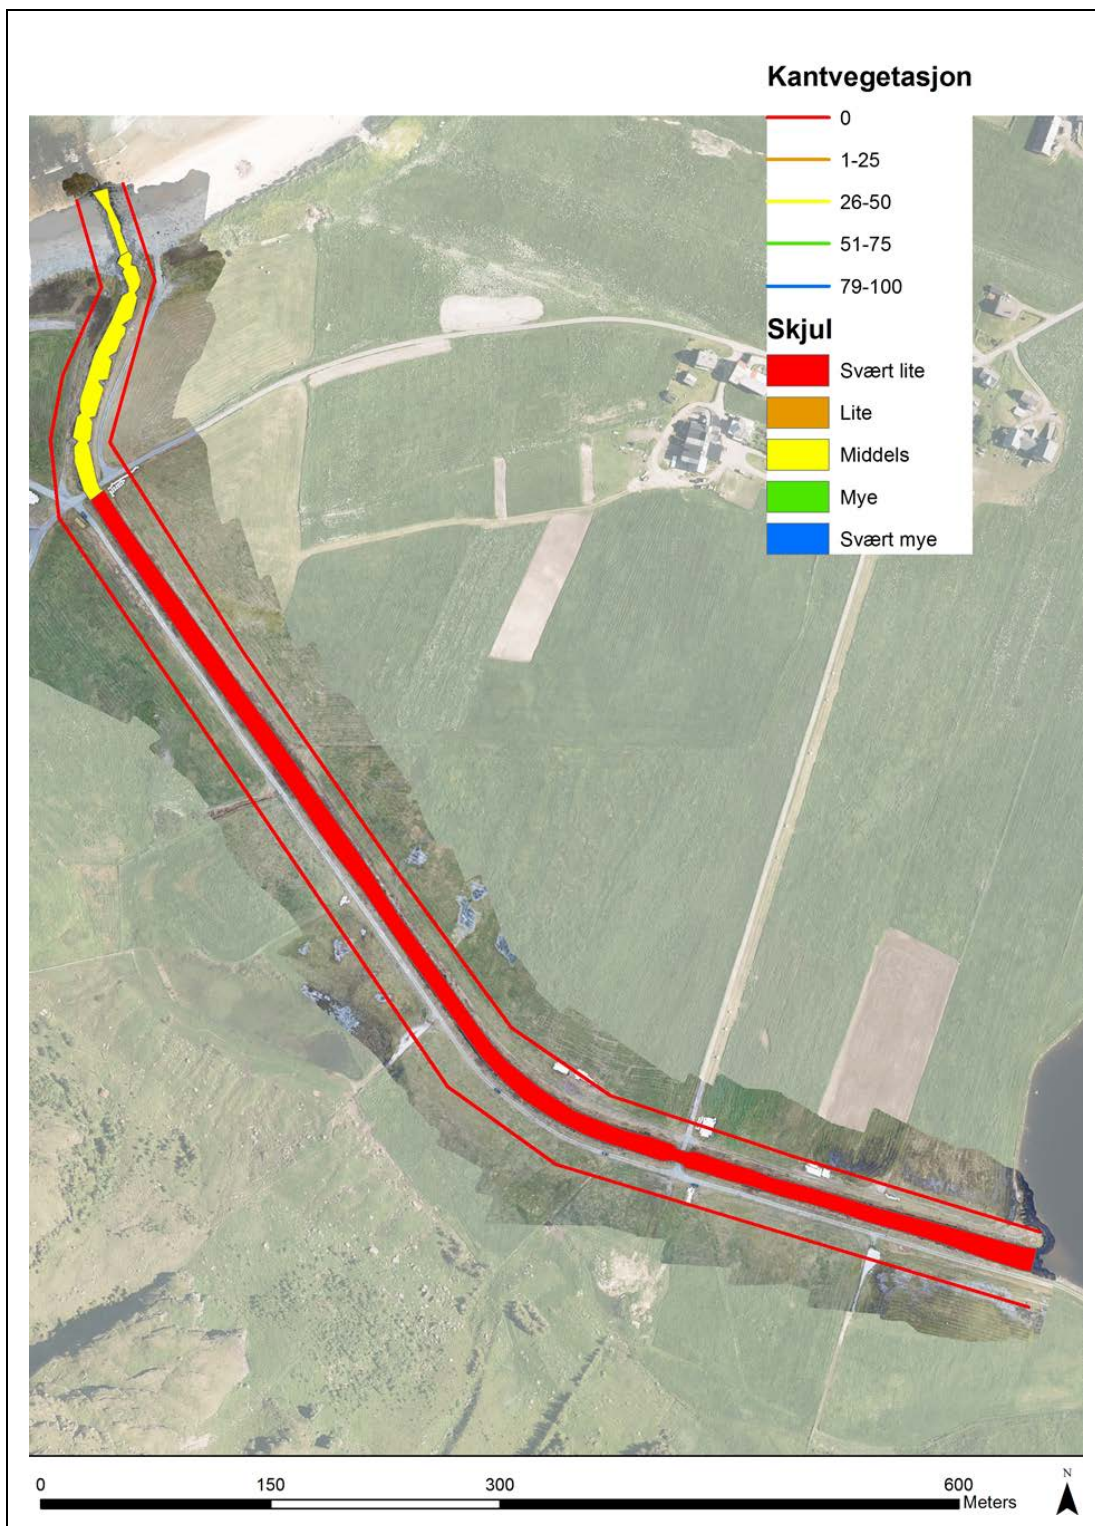 Kantvegetasjon
0
1-25
26-50
51-75
79-100
Skjul
Svært lite
Lite
Middels
Mye
Svært mye
0 150 300 600
Meters
N